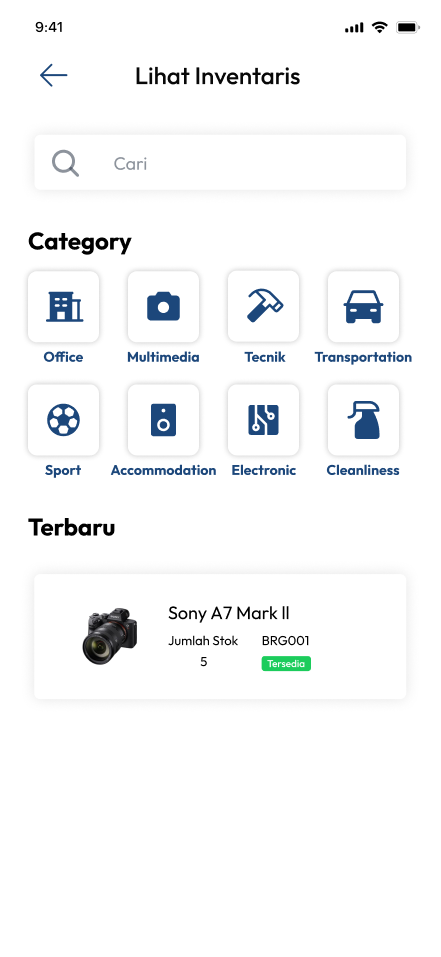 9:41
Lihat Inventaris
Cari
Category
Office Multimedia Tecnik Transportation
Sport Accommodation Electronic Cleanliness
Terbaru
Sony A7 Mark II
Jumlah Stok BRG001
5 Tersedia